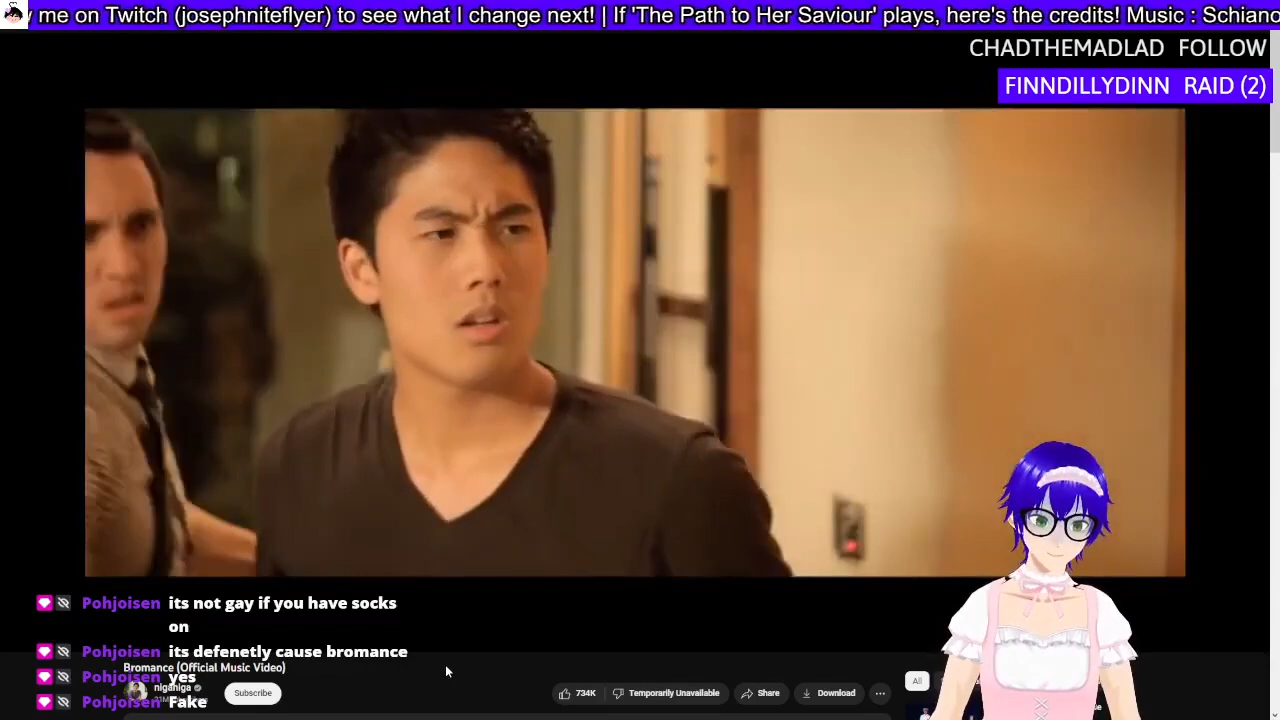 y me on Twitch (josephniteflyer) to see what I change next! | If 'The Path to Her Saviour' plays, here's the credits! Music : Schiano
CHADTHEMADLAD FOLLOW
FINNDILLYDINN RAID (2)
Pohjoisen its not gay if you have socks
on
Pohjoisen its defenetly cause bromance
Bromance (Official Music Video)
Pohjoisen yes
nigahiga
Pohjoisen Fake
Subscribe
734K
Temporarily Unavailable
Share
Download
All